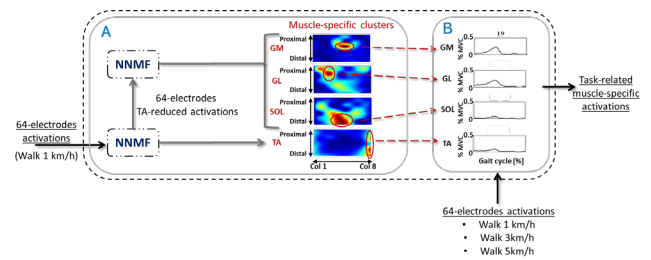 A
Muscle-specific clusters
NNMF
NNMF
64-electrodes
TA-reduced activations
64-electrodes
activations
(Walk 1 km/h)
GM
Proximal
Distal
GL
Proximal
Distal
SOL
Proximal
Distal
TA
Proximal
Distal
Col 1
Col 8
B
19
GM
% MVC
0.5
0
GL
% MVC
0.5
0
SOL
% MVC
0.5
0
TA
% MVC
0.5
0
Gait cycle [%]
Task-related
muscle-specific
activations
64-electrodes activations
• Walk 1 km/h
• Walk 3km/h
• Walk 5km/h